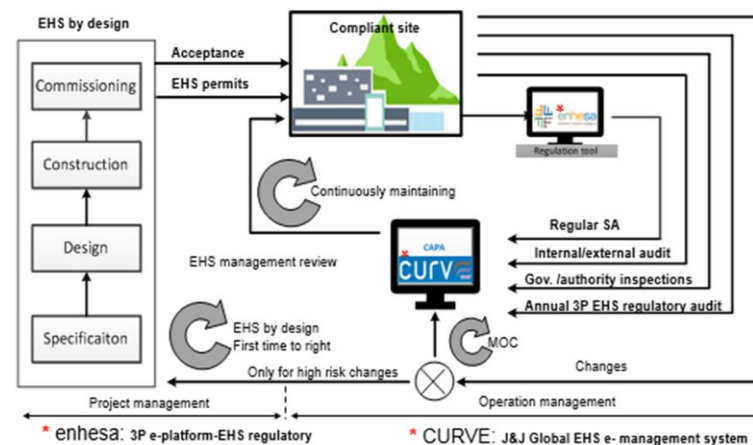 EHS by design
Compliant site
Commissioning
Acceptance
EHS permits
Construction
enhesa
Regulation tool
Continuously maintaining
Design
Regular SA
CAPA
CURVE
Internal/external audit
EHS management review
Gov. /authority inspections
Annual 3P EHS regulatory audit
EHS by design
First time to right
Specificaiton
MOC
Only for high risk changes
Changes
Project management
Operation management
* enhesa: 3P e-platform-EHS regulatory
* CURVE: J&J Global EHS e- management system